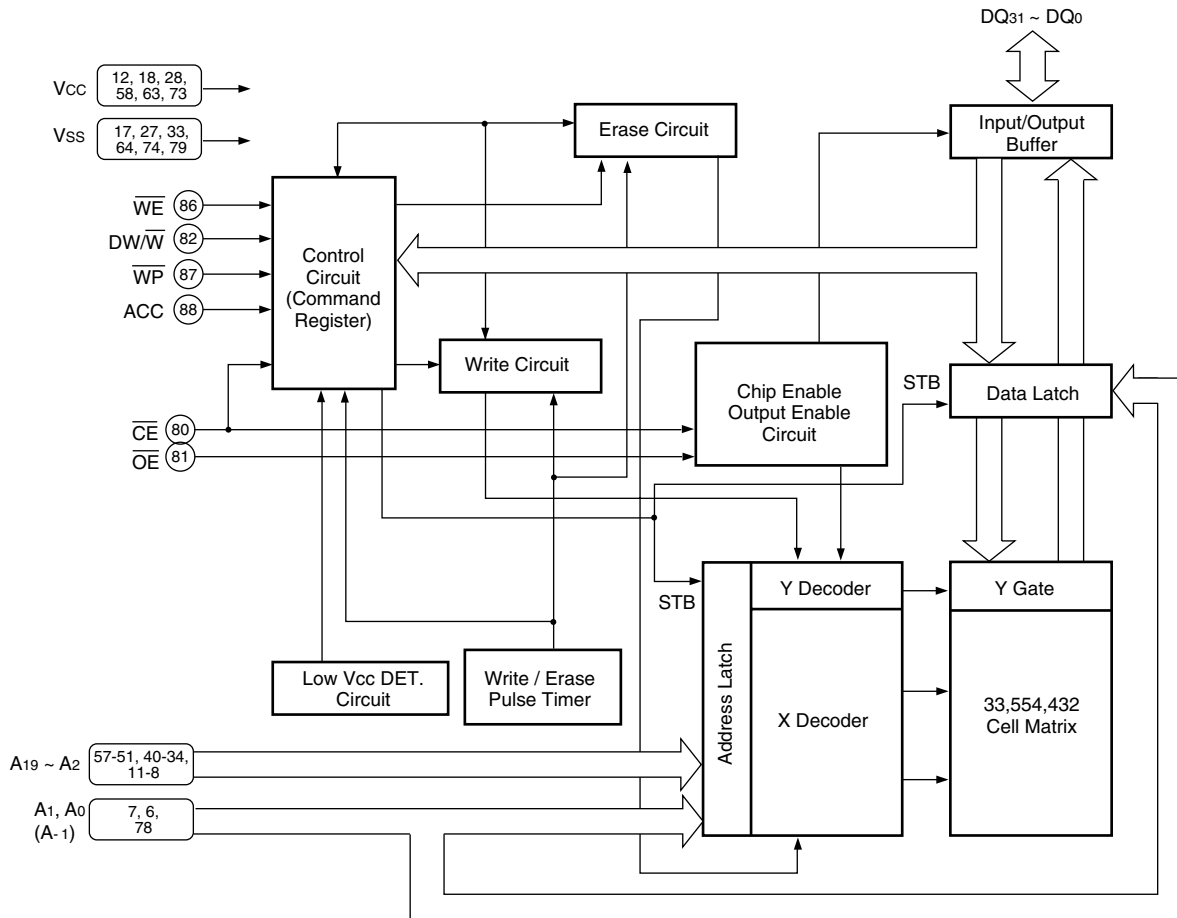 DQ31 ~ DQ0
VCC
12, 18, 28,
58, 63, 73
VSS
17, 27, 33,
64, 74, 79
Erase Circuit
Input/Output
Buffer
W̅E̅
86
DW/W̅
82
W̅P̅
87
ACC
88
Control
Circuit
(Command
Register)
Write Circuit
Chip Enable
Output Enable
Circuit
STB
Data Latch
C̅E̅
80
O̅E̅
81
STB
Address Latch
Y Decoder
Y Gate
Low Vcc DET.
Circuit
Write / Erase
Pulse Timer
X Decoder
33,554,432
Cell Matrix
A19 ~ A2
57-51, 40-34,
11-8
A1, A0
(A-1)
7, 6,
78